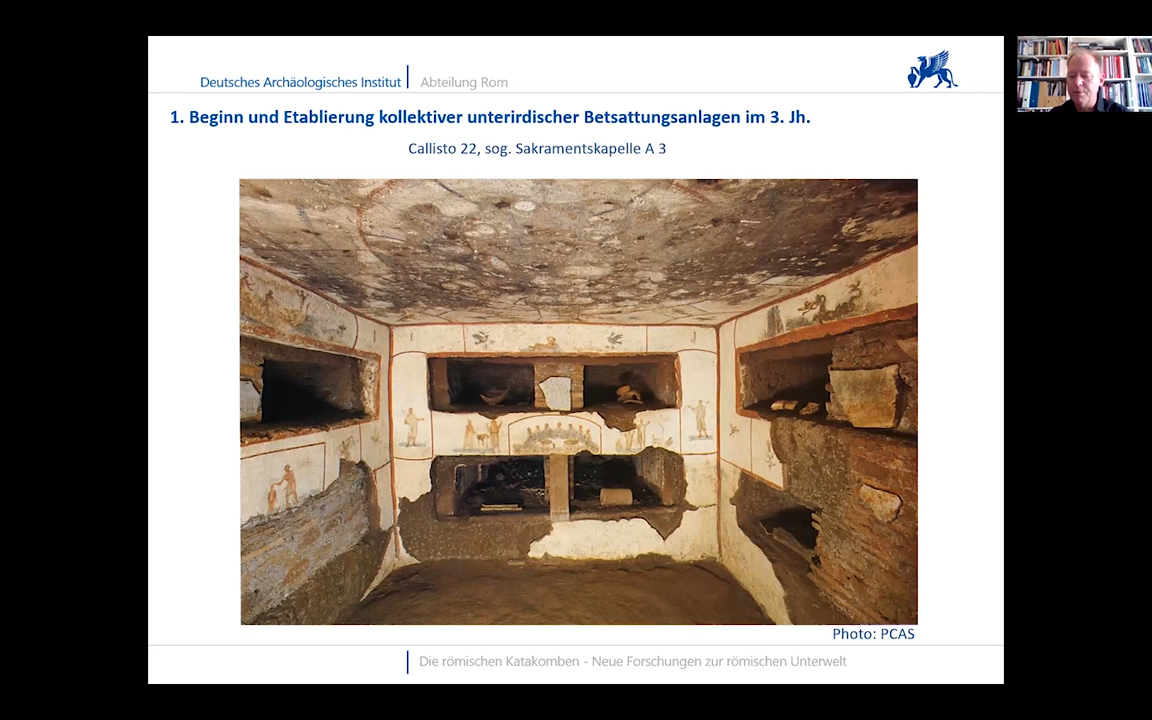 Deutsches Archäologisches Institut
Abteilung Rom
1. Beginn und Etablierung kollektiver unterirdischer Betsattungsanlagen im 3. Jh.
Callisto 22, sog. Sakramentskapelle A 3
Photo: PCAS
Die römischen Katakomben - Neue Forschungen zur römischen Unterwelt